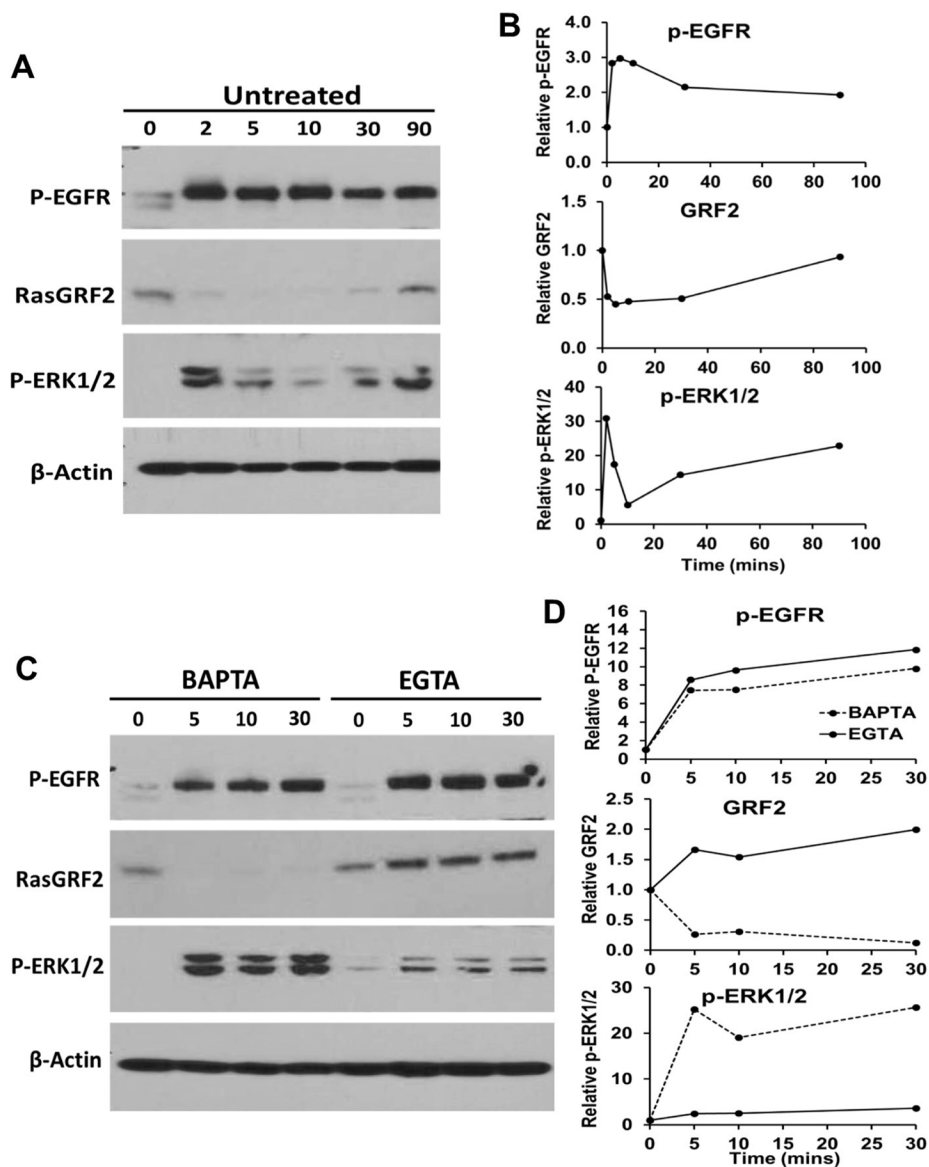 A
Untreated
0 2 5 10 30 90
P-EGFR
RasGRF2
P-ERK1/2
β-Actin
B
p-EGFR
Relative p-EGFR
4.0
3.0
2.0
1.0
0.0
0 20 40 60 80 100
GRF2
Relative GRF2
1.5
1.0
0.5
0.0
0 20 40 60 80 100
p-ERK1/2
Relative p-ERK1/2
40
30
20
10
0
0 20 40 60 80 100
Time (mins)
C
BAPTA EGTA
0 5 10 30 0 5 10 30
P-EGFR
RasGRF2
P-ERK1/2
β-Actin
D
p-EGFR
Relative P-EGFR
16
14
12
10
8
6
4
2
0
BAPTA
EGTA
0 5 10 15 20 25 30
GRF2
Relative GRF2
2.5
2.0
1.5
1.0
0.5
0.0
0 5 10 15 20 25 30
p-ERK1/2
Relative p-ERK1/2
30
20
10
0
0 5 10 15 20 25 30
Time (mins)